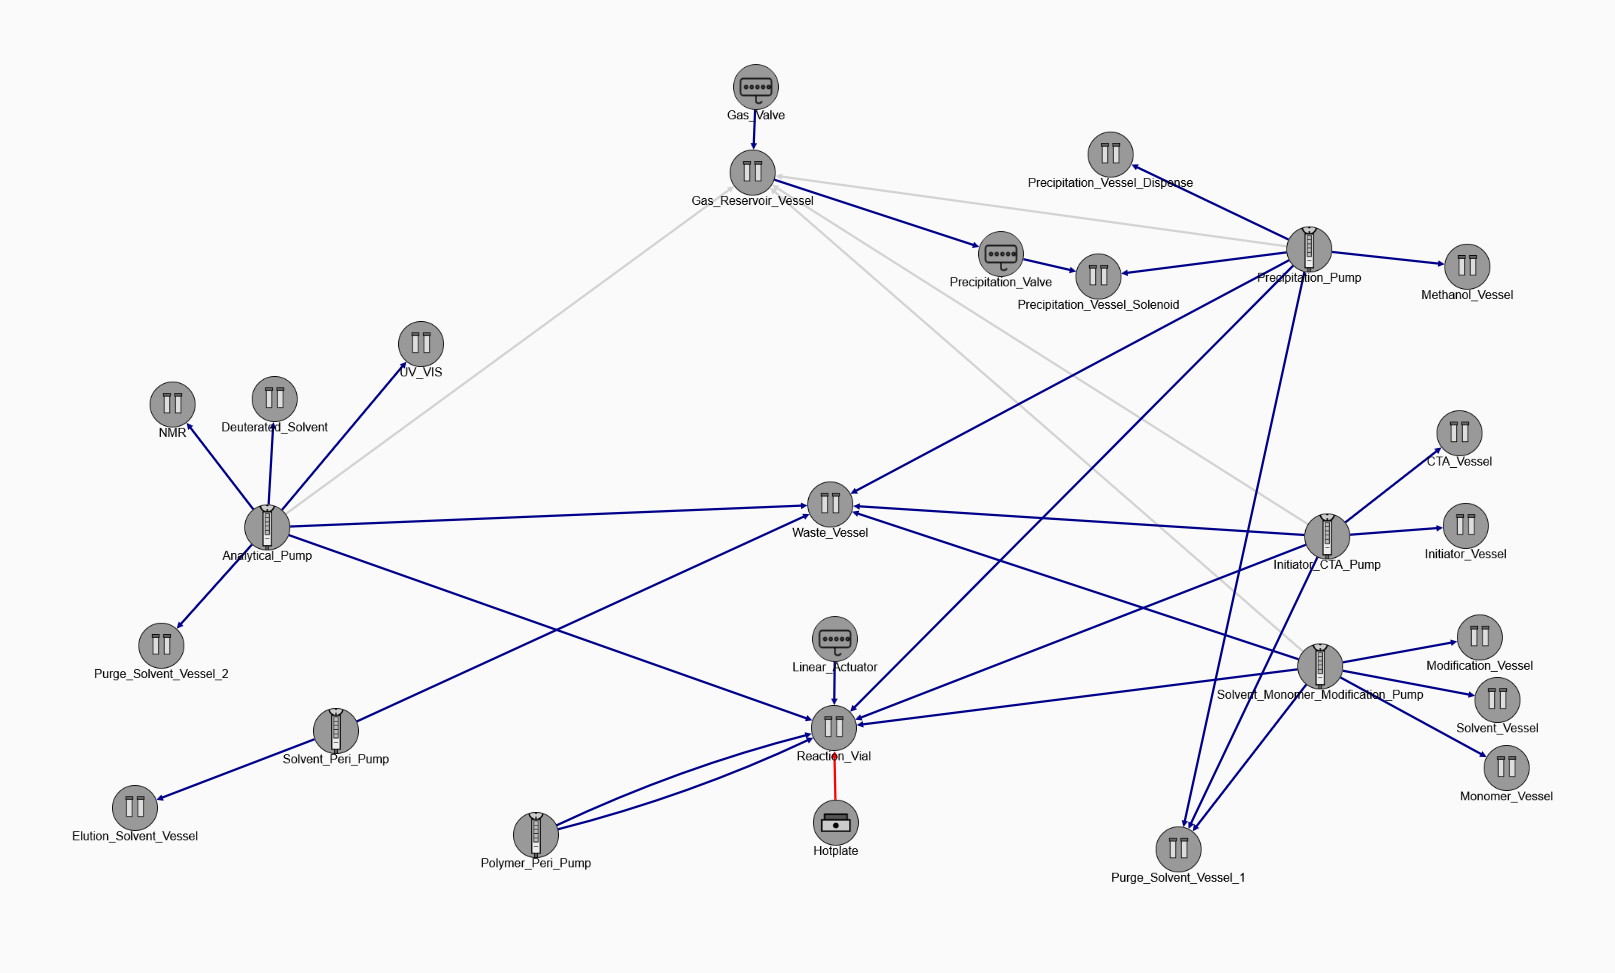 Gas_Valve
Precipitation_Vessel_Dispense
Gas_Reservoir_Vessel
Precipitation_Valve
Precipitation_Pump
Methanol_Vessel
Precipitation_Vessel_Solenoid
UV_VIS
NMR
Deuterated_Solvent
CTA_Vessel
Waste_Vessel
Analytical_Pump
Initiator_Vessel
Initiator_CTA_Pump
Linear_Actuator
Modification_Vessel
Purge_Solvent_Vessel_2
Solvent_Monomer_Modification_Pump
Solvent_Vessel
Reaction_Vial
Solvent_Peri_Pump
Monomer_Vessel
Elution_Solvent_Vessel
Hotplate
Polymer_Peri_Pump
Purge_Solvent_Vessel_1